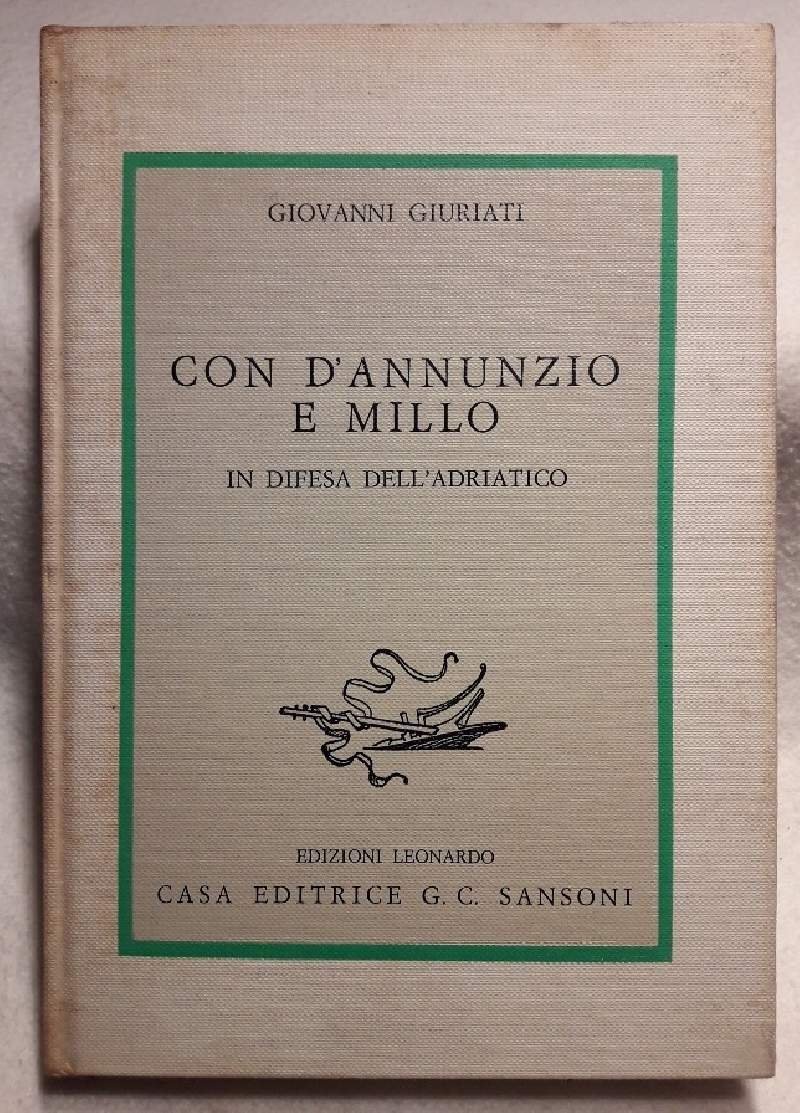 GIOVANNI GIURIATI
CON D'ANNUNZIO
E MILLO
IN DIFESA DELL'ADRIATICO
EDIZIONI LEONARDO
CASA EDITRICE G. C. SANSONI